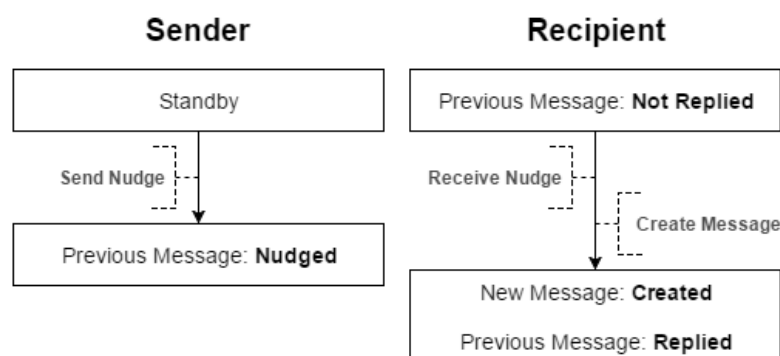 Sender
Standby
Send Nudge
Previous Message: Nudged
Recipient
Previous Message: Not Replied
Receive Nudge
Create Message
New Message: Created
Previous Message: Replied